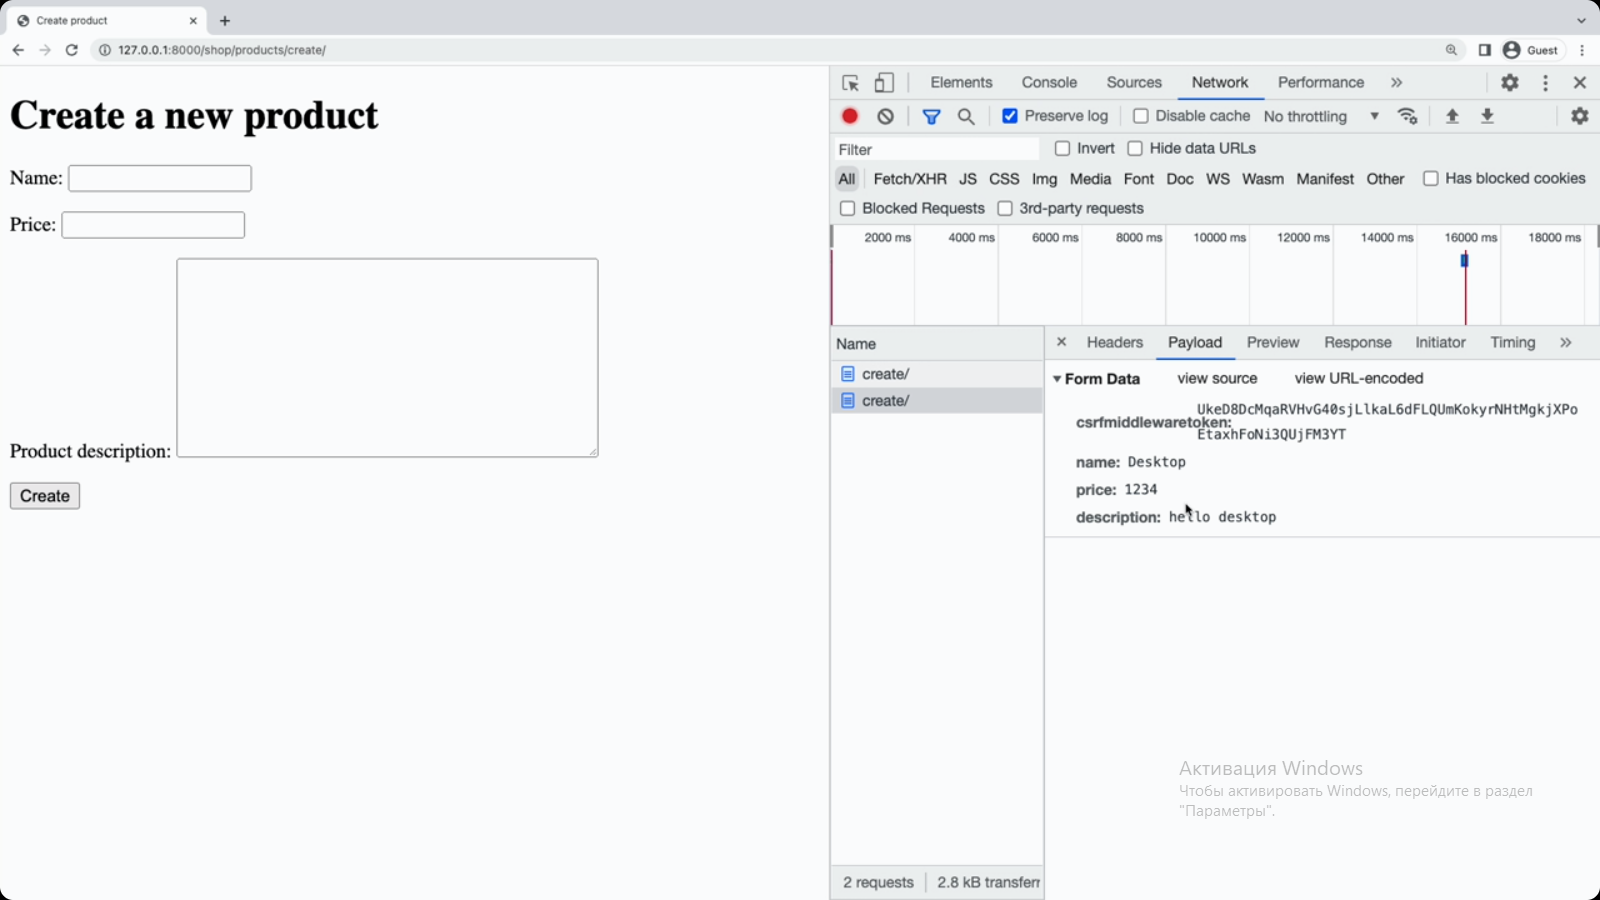 Create product
127.0.0.1:8000/shop/products/create/
Guest
Create a new product
Name:
Price:
Product description:
Create
Elements Console Sources Network Performance
Preserve log Disable cache No throttling
Filter Invert Hide data URLs
All Fetch/XHR JS CSS Img Media Font Doc WS Wasm Manifest Other Has blocked cookies
Blocked Requests 3rd-party requests
2000 ms 4000 ms 6000 ms 8000 ms 10000 ms 12000 ms 14000 ms 16000 ms 18000 ms
Name
create/
create/
Headers Payload Preview Response Initiator Timing
Form Data view source view URL-encoded
csrfmiddlewaretoken: UkeD8DcMqaRVHvG40sjLlkaL6dFLQUmKokyrNHtMgkjXPo
EtaxhFoNi3QUjFM3YT
name: Desktop
price: 1234
description: hello desktop
Активация Windows
Чтобы активировать Windows, перейдите в раздел
"Параметры".
2 requests 2.8 kB transferr